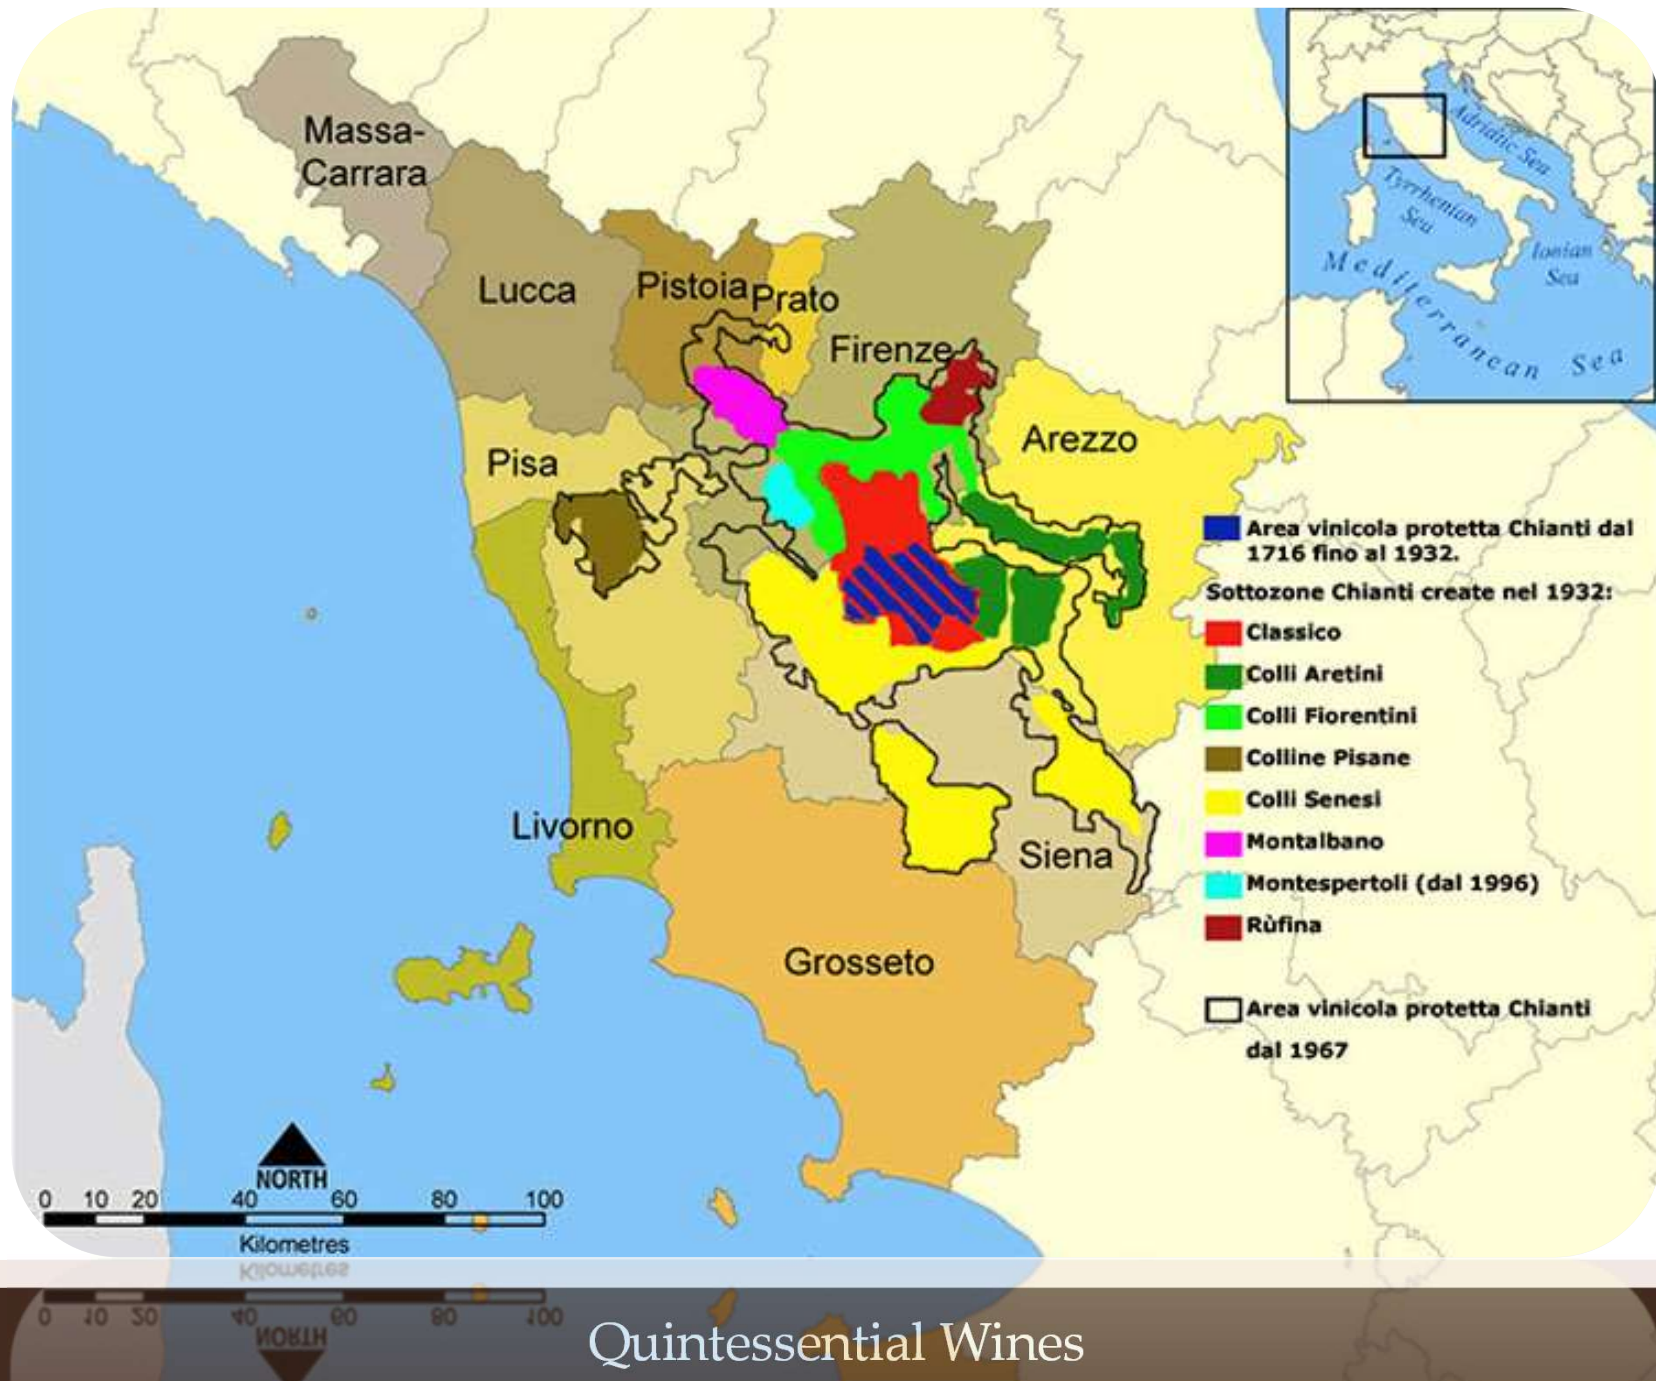 Massa-
Carrara
Lucca
Pistoia
Prato
Firenze
Arezzo
Pisa
Livorno
Siena
Grosseto
Adriatic Sea
Tyrrhenian
Sea
Ionian
Sea
Mediterranean Sea
Area vinicola protetta Chianti dal
1716 fino al 1932.
Sottozone Chianti create nel 1932:
Classico
Colli Aretini
Colli Fiorentini
Colline Pisane
Colli Senesi
Montalbano
Montespertoli (dal 1996)
Rùfina
Area vinicola protetta Chianti
dal 1967
NORTH
0 10 20 40 60 80 100
Kilometres
Quintessential Wines